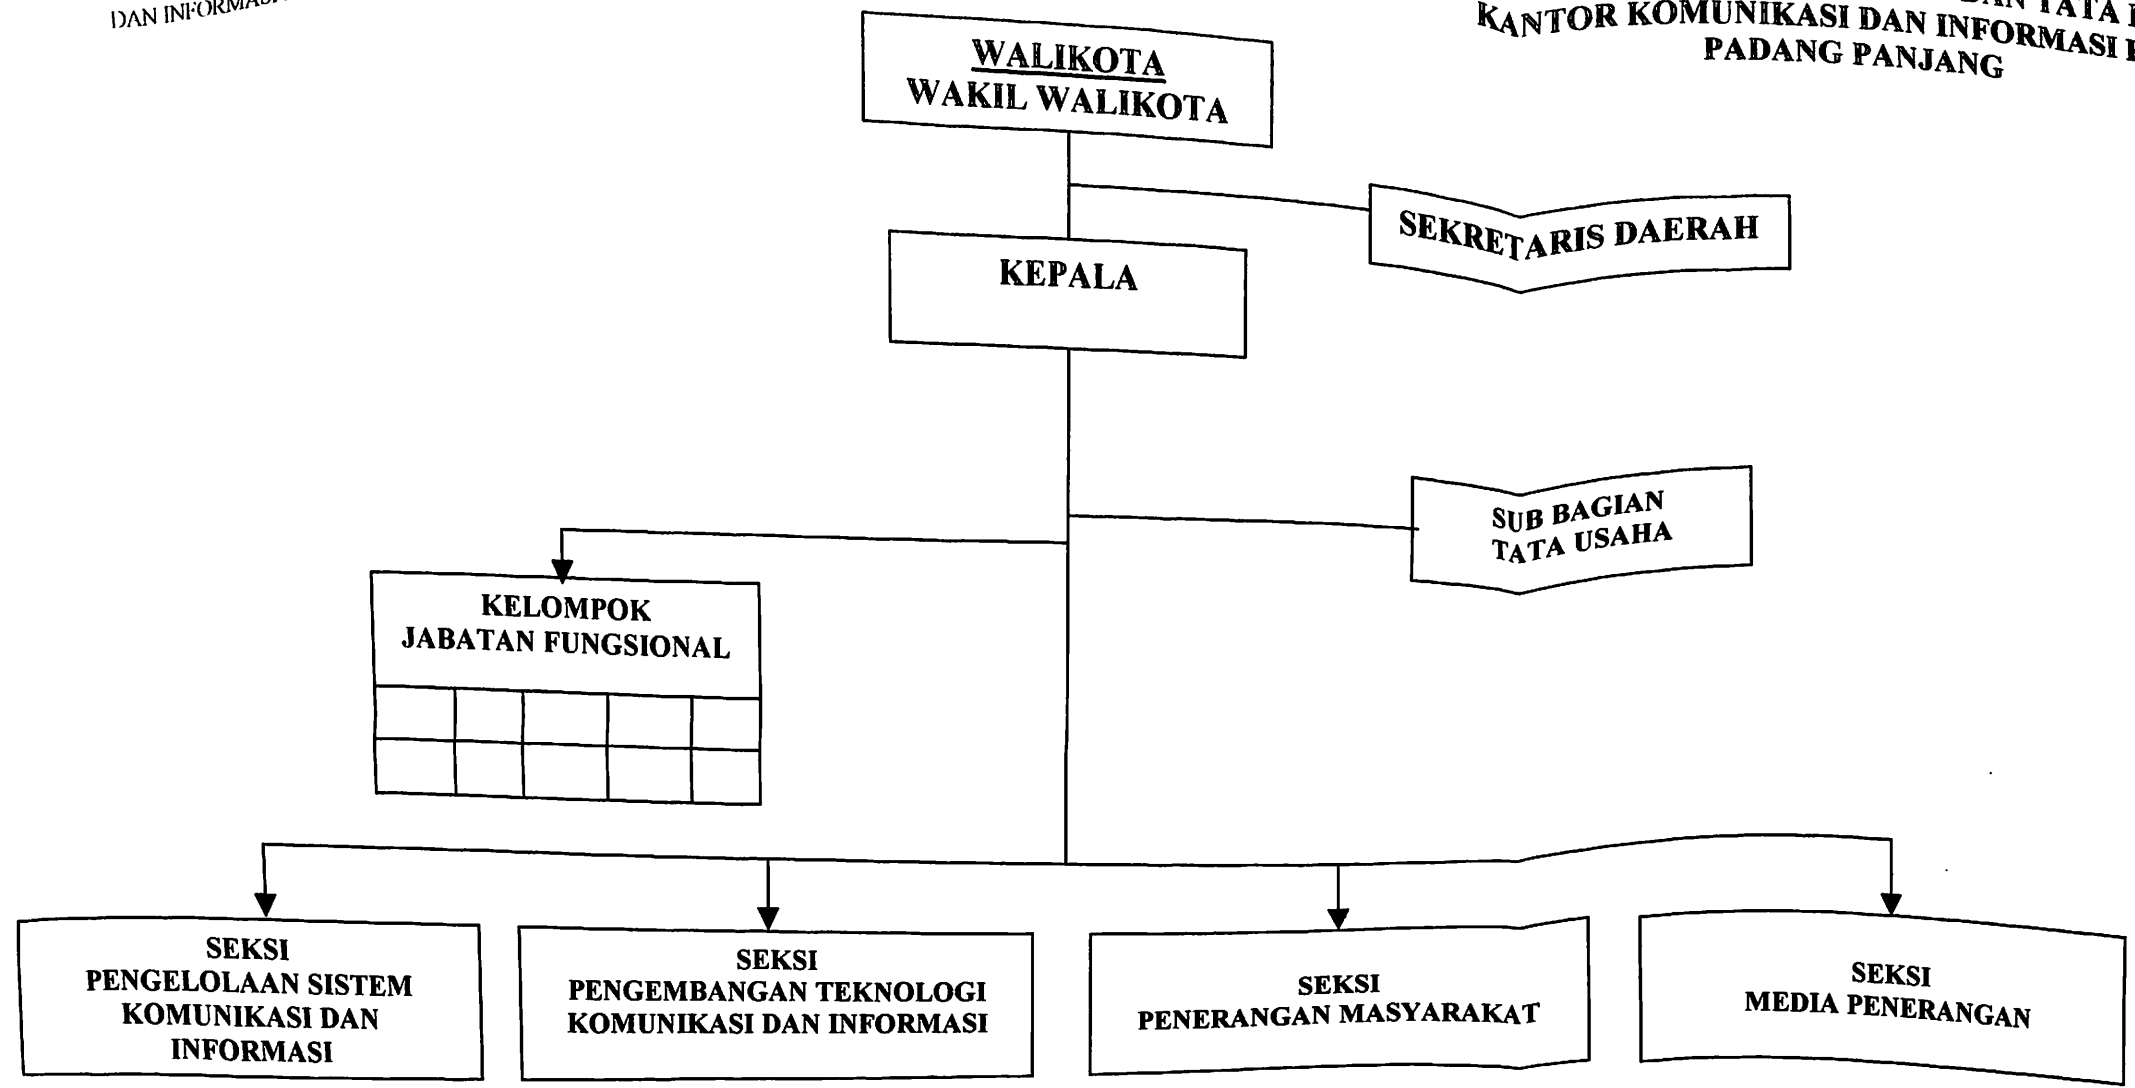 DAN
DAN TATA
KANTOR KOMUNIKASI DAN INFORMASI
PADANG PANJANG
WALIKOTA
WAKIL WALIKOTA
SEKRETARIS DAERAH
KEPALA
SUB BAGIAN
TATA USAHA
KELOMPOK
JABATAN FUNGSIONAL
SEKSI
PENGELOLAAN SISTEM
KOMUNIKASI DAN
INFORMASI
SEKSI
PENGEMBANGAN TEKNOLOGI
KOMUNIKASI DAN INFORMASI
SEKSI
PENERANGAN MASYARAKAT
SEKSI
MEDIA PENERANGAN